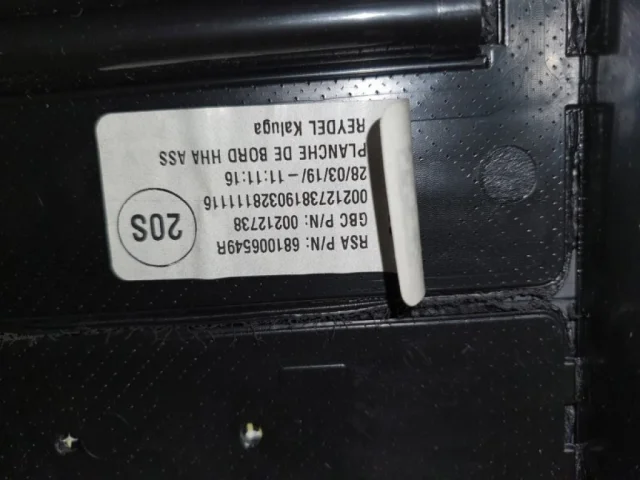 RSA P/N: 681006549R
GBC P/N: 00212738
00212738190328111116
28/03/19/ - 11:11:16
PLANCHE DE BORD HHA ASS
REYDEL Kaluga
20S